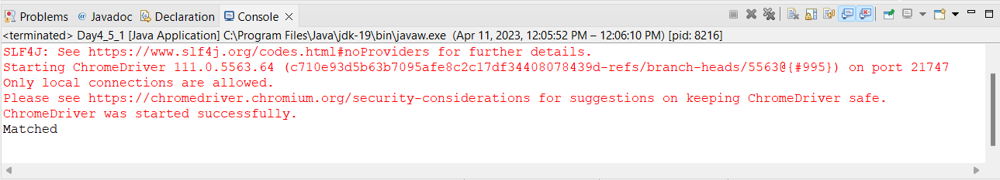 Problems @ Javadoc Declaration Console
<terminated> Day4_5_1 [Java Application] C:\Program Files\Java\jdk-19\bin\javaw.exe (Apr 11, 2023, 12:05:52 PM – 12:06:10 PM) [pid: 8216]
SLF4J: See https://www.slf4j.org/codes.html#noProviders for further details.
Starting ChromeDriver 111.0.5563.64 (c710e93d5b63b7095afe8c2c17df34408078439d-refs/branch-heads/5563@{#995}) on port 21747
Only local connections are allowed.
Please see https://chromedriver.chromium.org/security-considerations for suggestions on keeping ChromeDriver safe.
ChromeDriver was started successfully.
Matched